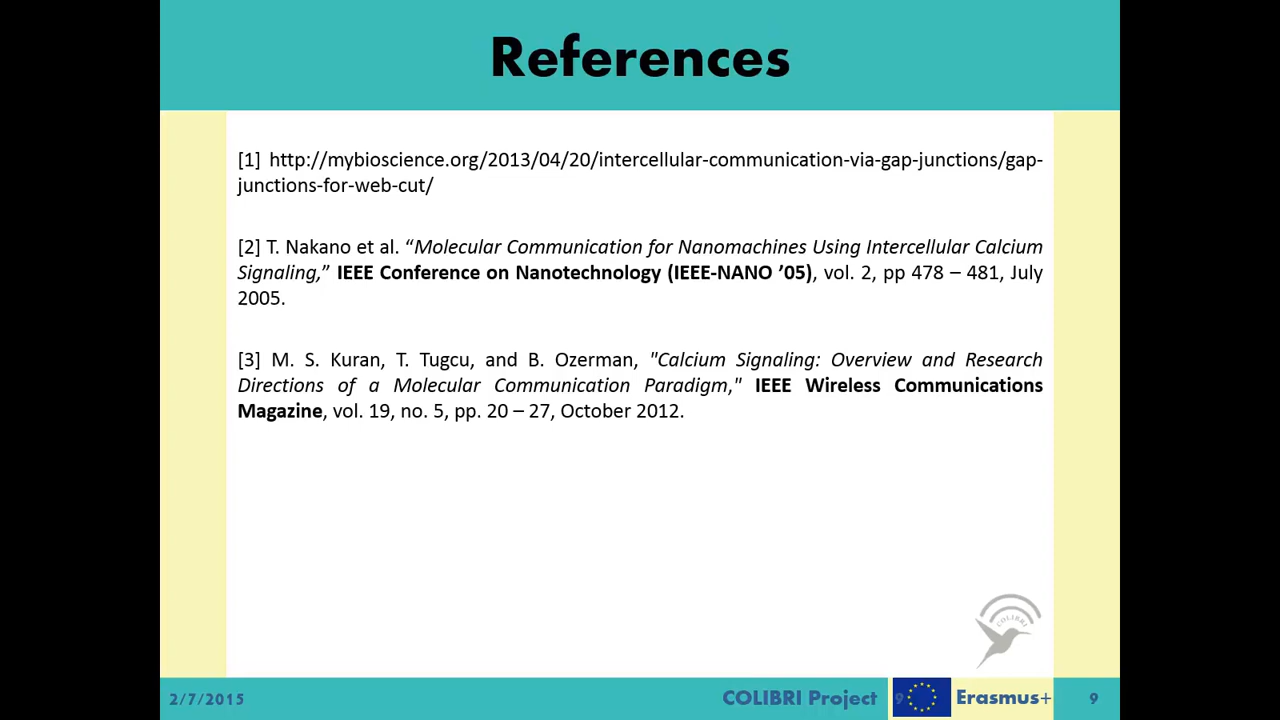 References
[1] http://mybioscience.org/2013/04/20/intercellular-communication-via-gap-junctions/gap-
junctions-for-web-cut/
[2] T. Nakano et al. “Molecular Communication for Nanomachines Using Intercellular Calcium
Signaling,” IEEE Conference on Nanotechnology (IEEE-NANO ’05), vol. 2, pp 478 – 481, July
2005.
[3] M. S. Kuran, T. Tugcu, and B. Ozerman, "Calcium Signaling: Overview and Research
Directions of a Molecular Communication Paradigm," IEEE Wireless Communications
Magazine, vol. 19, no. 5, pp. 20 – 27, October 2012.
COLIBRI
2/7/2015 COLIBRI Project 9 Erasmus+ 9